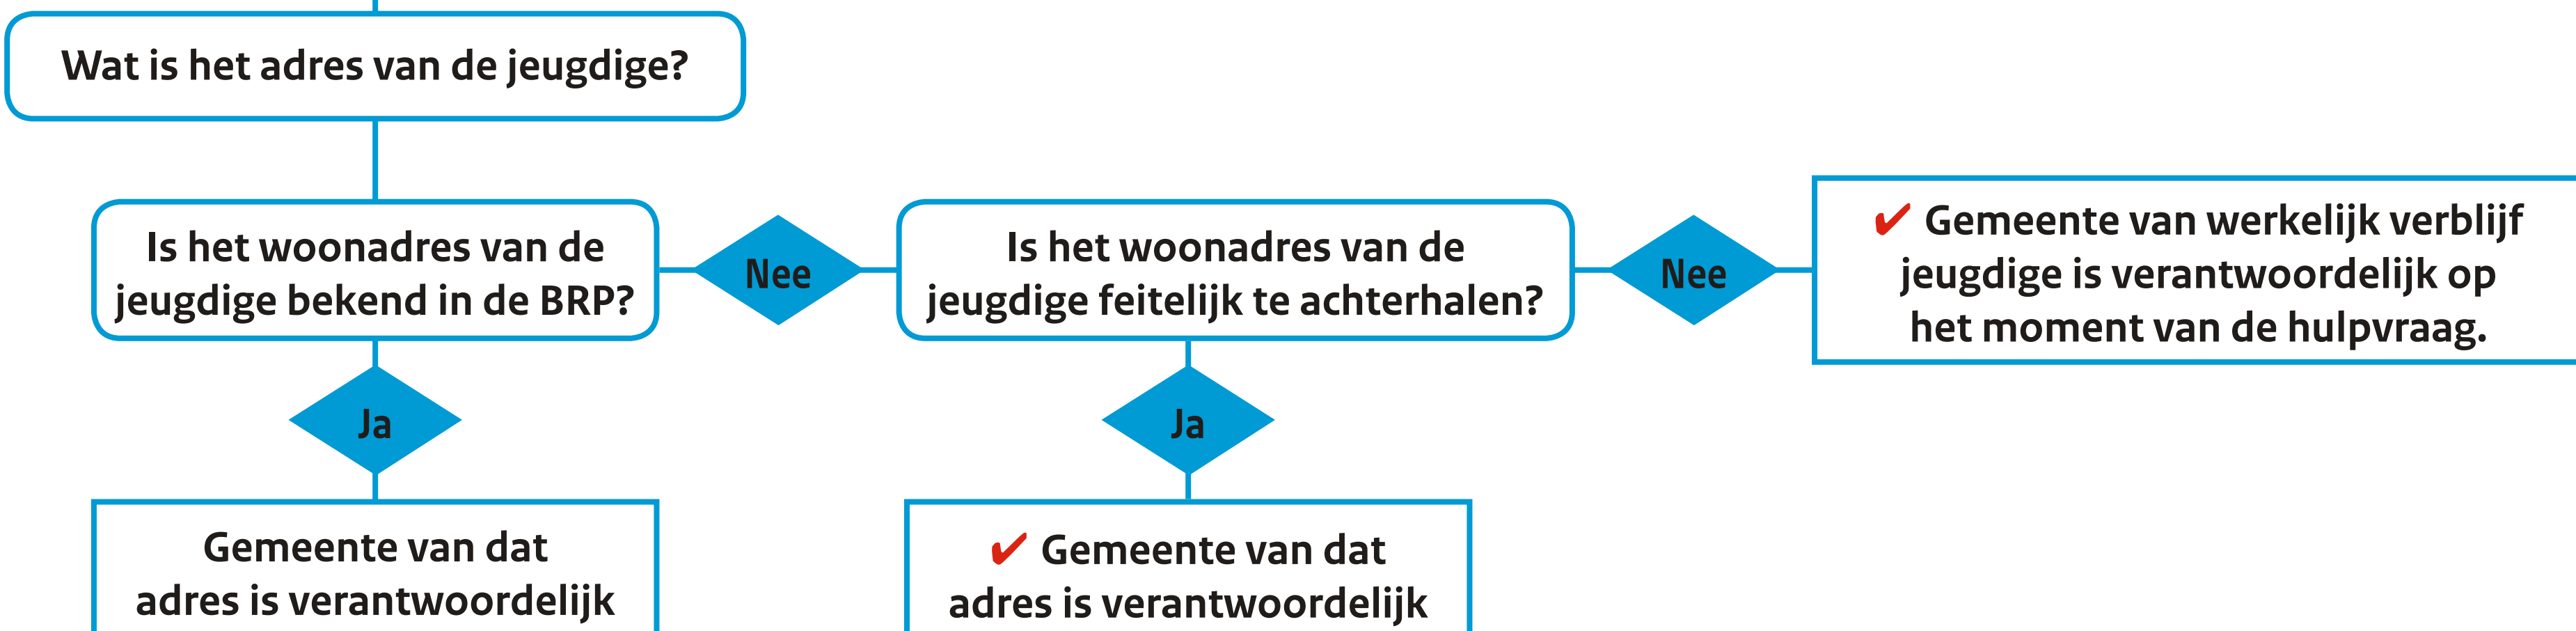 Wat is het adres van de jeugdige?
Is het woonadres van de
jeugdige bekend in de BRP?
Nee
Is het woonadres van de
jeugdige feitelijk te achterhalen?
Nee
✔ Gemeente van werkelijk verblijf
jeugdige is verantwoordelijk op
het moment van de hulpvraag.
Ja
Ja
Gemeente van dat
adres is verantwoordelijk
✔ Gemeente van dat
adres is verantwoordelijk